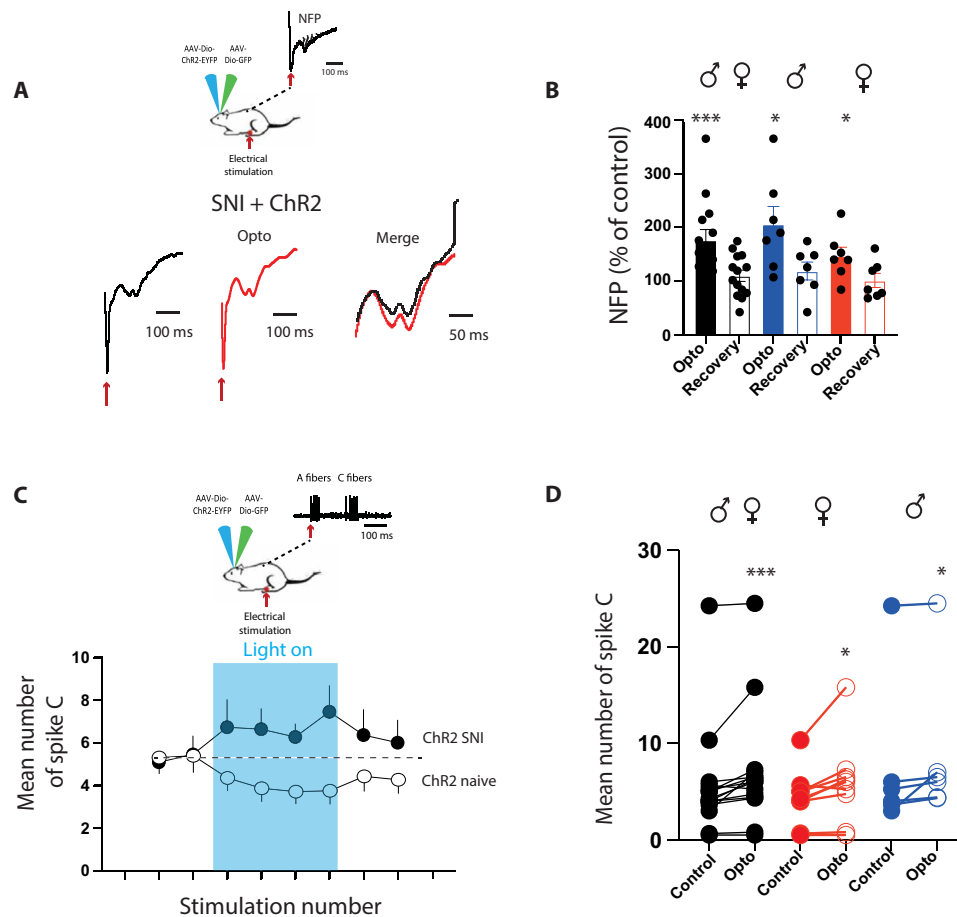 A
NFP
AAV-Dio-
ChR2-EYFP
AAV-
Dio-GFP
100 ms
Electrical
stimulation
SNI + ChR2
Opto
Merge
100 ms
100 ms
50 ms
B
♂ ♀ ♂ ♀
*** * *
NFP (% of control)
400
300
200
100
0
Opto
Recovery
Opto
Recovery
Opto
Recovery
C
A fibers
C fibers
AAV-Dio-
ChR2-EYFP
AAV-
Dio-GFP
100 ms
Electrical
stimulation
Light on
Mean number
of spike C
10
8
6
4
2
0
ChR2 SNI
ChR2 naive
Stimulation number
D
♂ ♀ ♀ ♂
*** * *
Mean number of spike C
30
20
10
0
Control
Opto
Control
Opto
Control
Opto